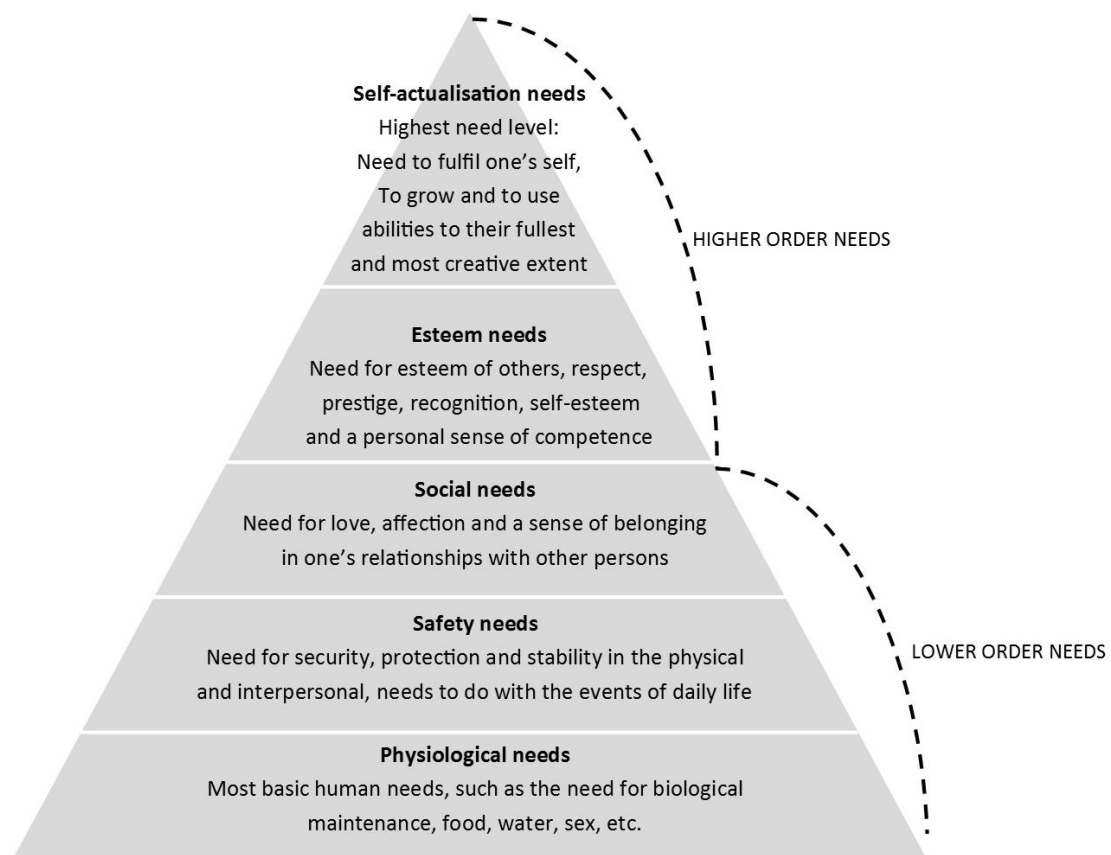 Self-actualisation needs
Highest need level:
Need to fulfil one's self,
To grow and to use
abilities to their fullest
and most creative extent
HIGHER ORDER NEEDS
Esteem needs
Need for esteem of others, respect,
prestige, recognition, self-esteem
and a personal sense of competence
Social needs
Need for love, affection and a sense of belonging
in one's relationships with other persons
Safety needs
Need for security, protection and stability in the physical
and interpersonal, needs to do with the events of daily life
LOWER ORDER NEEDS
Physiological needs
Most basic human needs, such as the need for biological
maintenance, food, water, sex, etc.